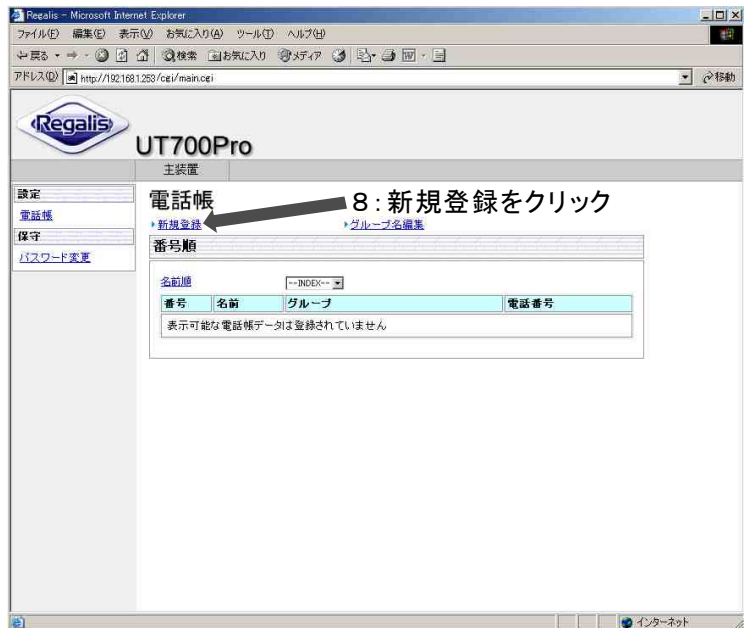 Regalis - Microsoft Internet Explorer
ファイル(F) 編集(E) 表示(V) お気に入り(A) ツール(T) ヘルプ(H)
戻る 検索 お気に入り メディア
アドレス(D) http://192.168.1.253/cgi/main.cgi 移動
Regalis
UT700Pro
主装置
設定
電話帳
保守
パスワード変更
電話帳
8:新規登録をクリック
新規登録 グループ名編集
番号順
名前順 --INDEX--
番号 名前 グループ 電話番号
表示可能な電話帳データは登録されていません
インターネット